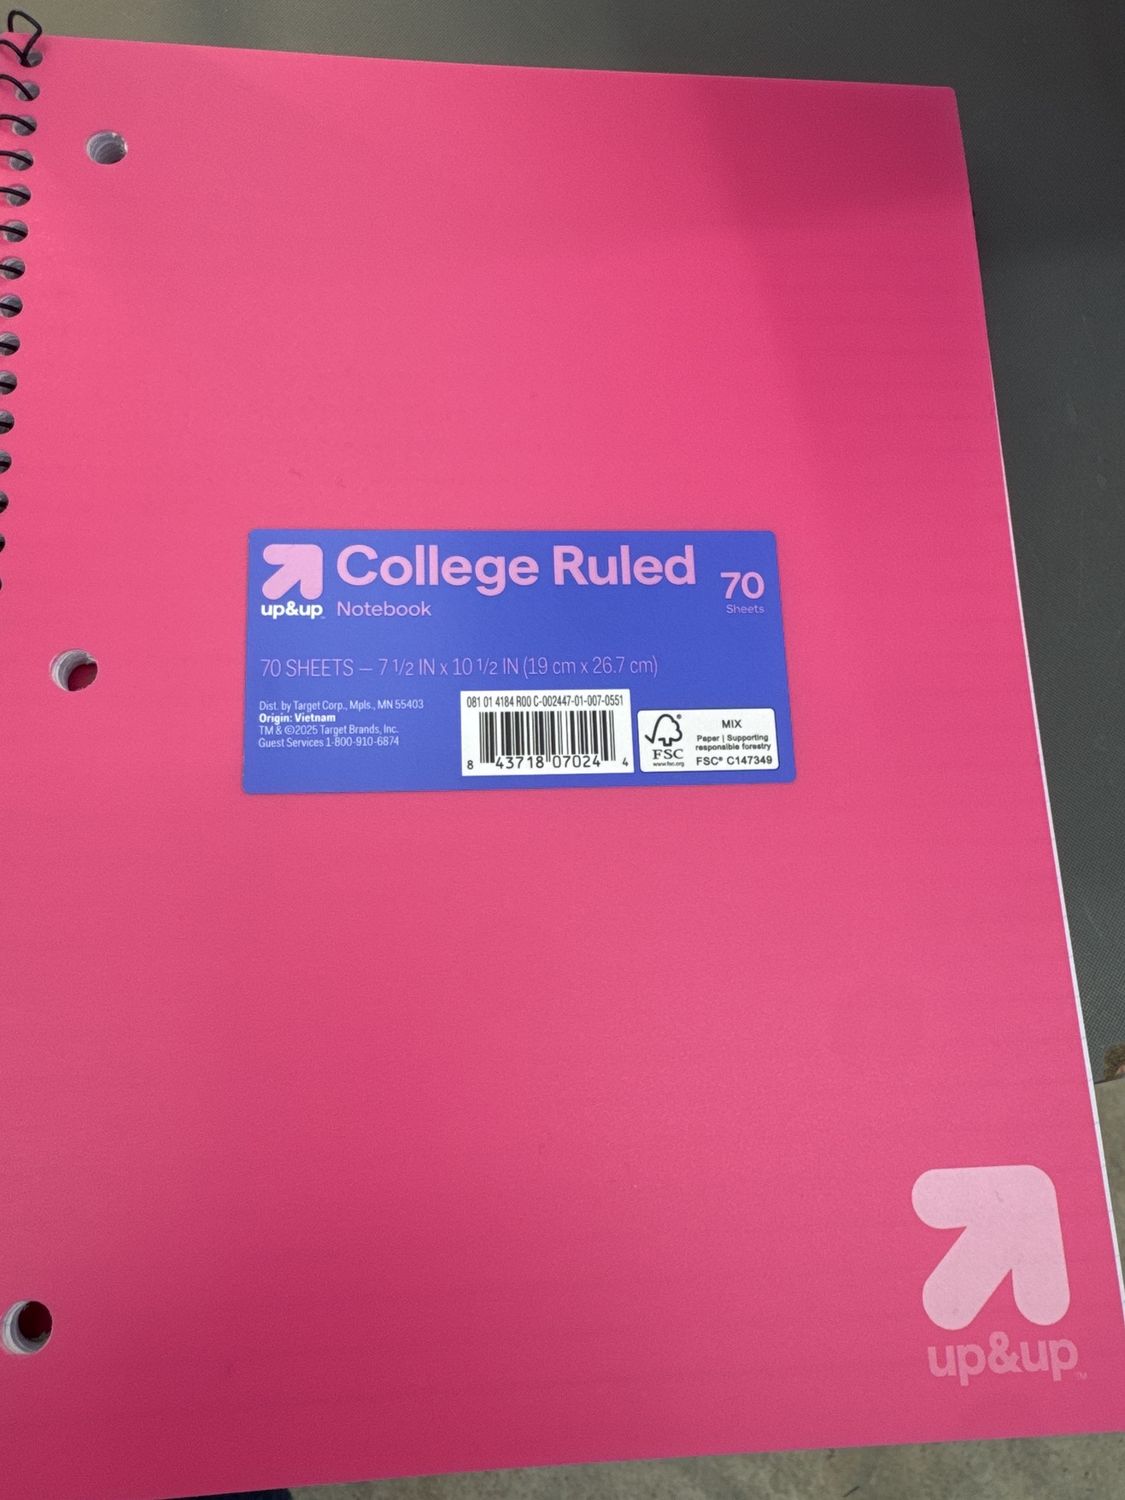 College Ruled
up&up™ Notebook
70
Sheets
70 SHEETS – 7 1/2 IN x 10 1/2 IN (19 cm x 26.7 cm)
Dist. by Target Corp., Mpls., MN 55403
Origin: Vietnam
TM & ©2025 Target Brands, Inc.
Guest Services 1-800-910-6874
081 01 4184 R00 C-002447-01-007-0551
8 43718 07024 4
FSC
www.fsc.org
MIX
Paper | Supporting
responsible forestry
FSC® C147349
up&up™